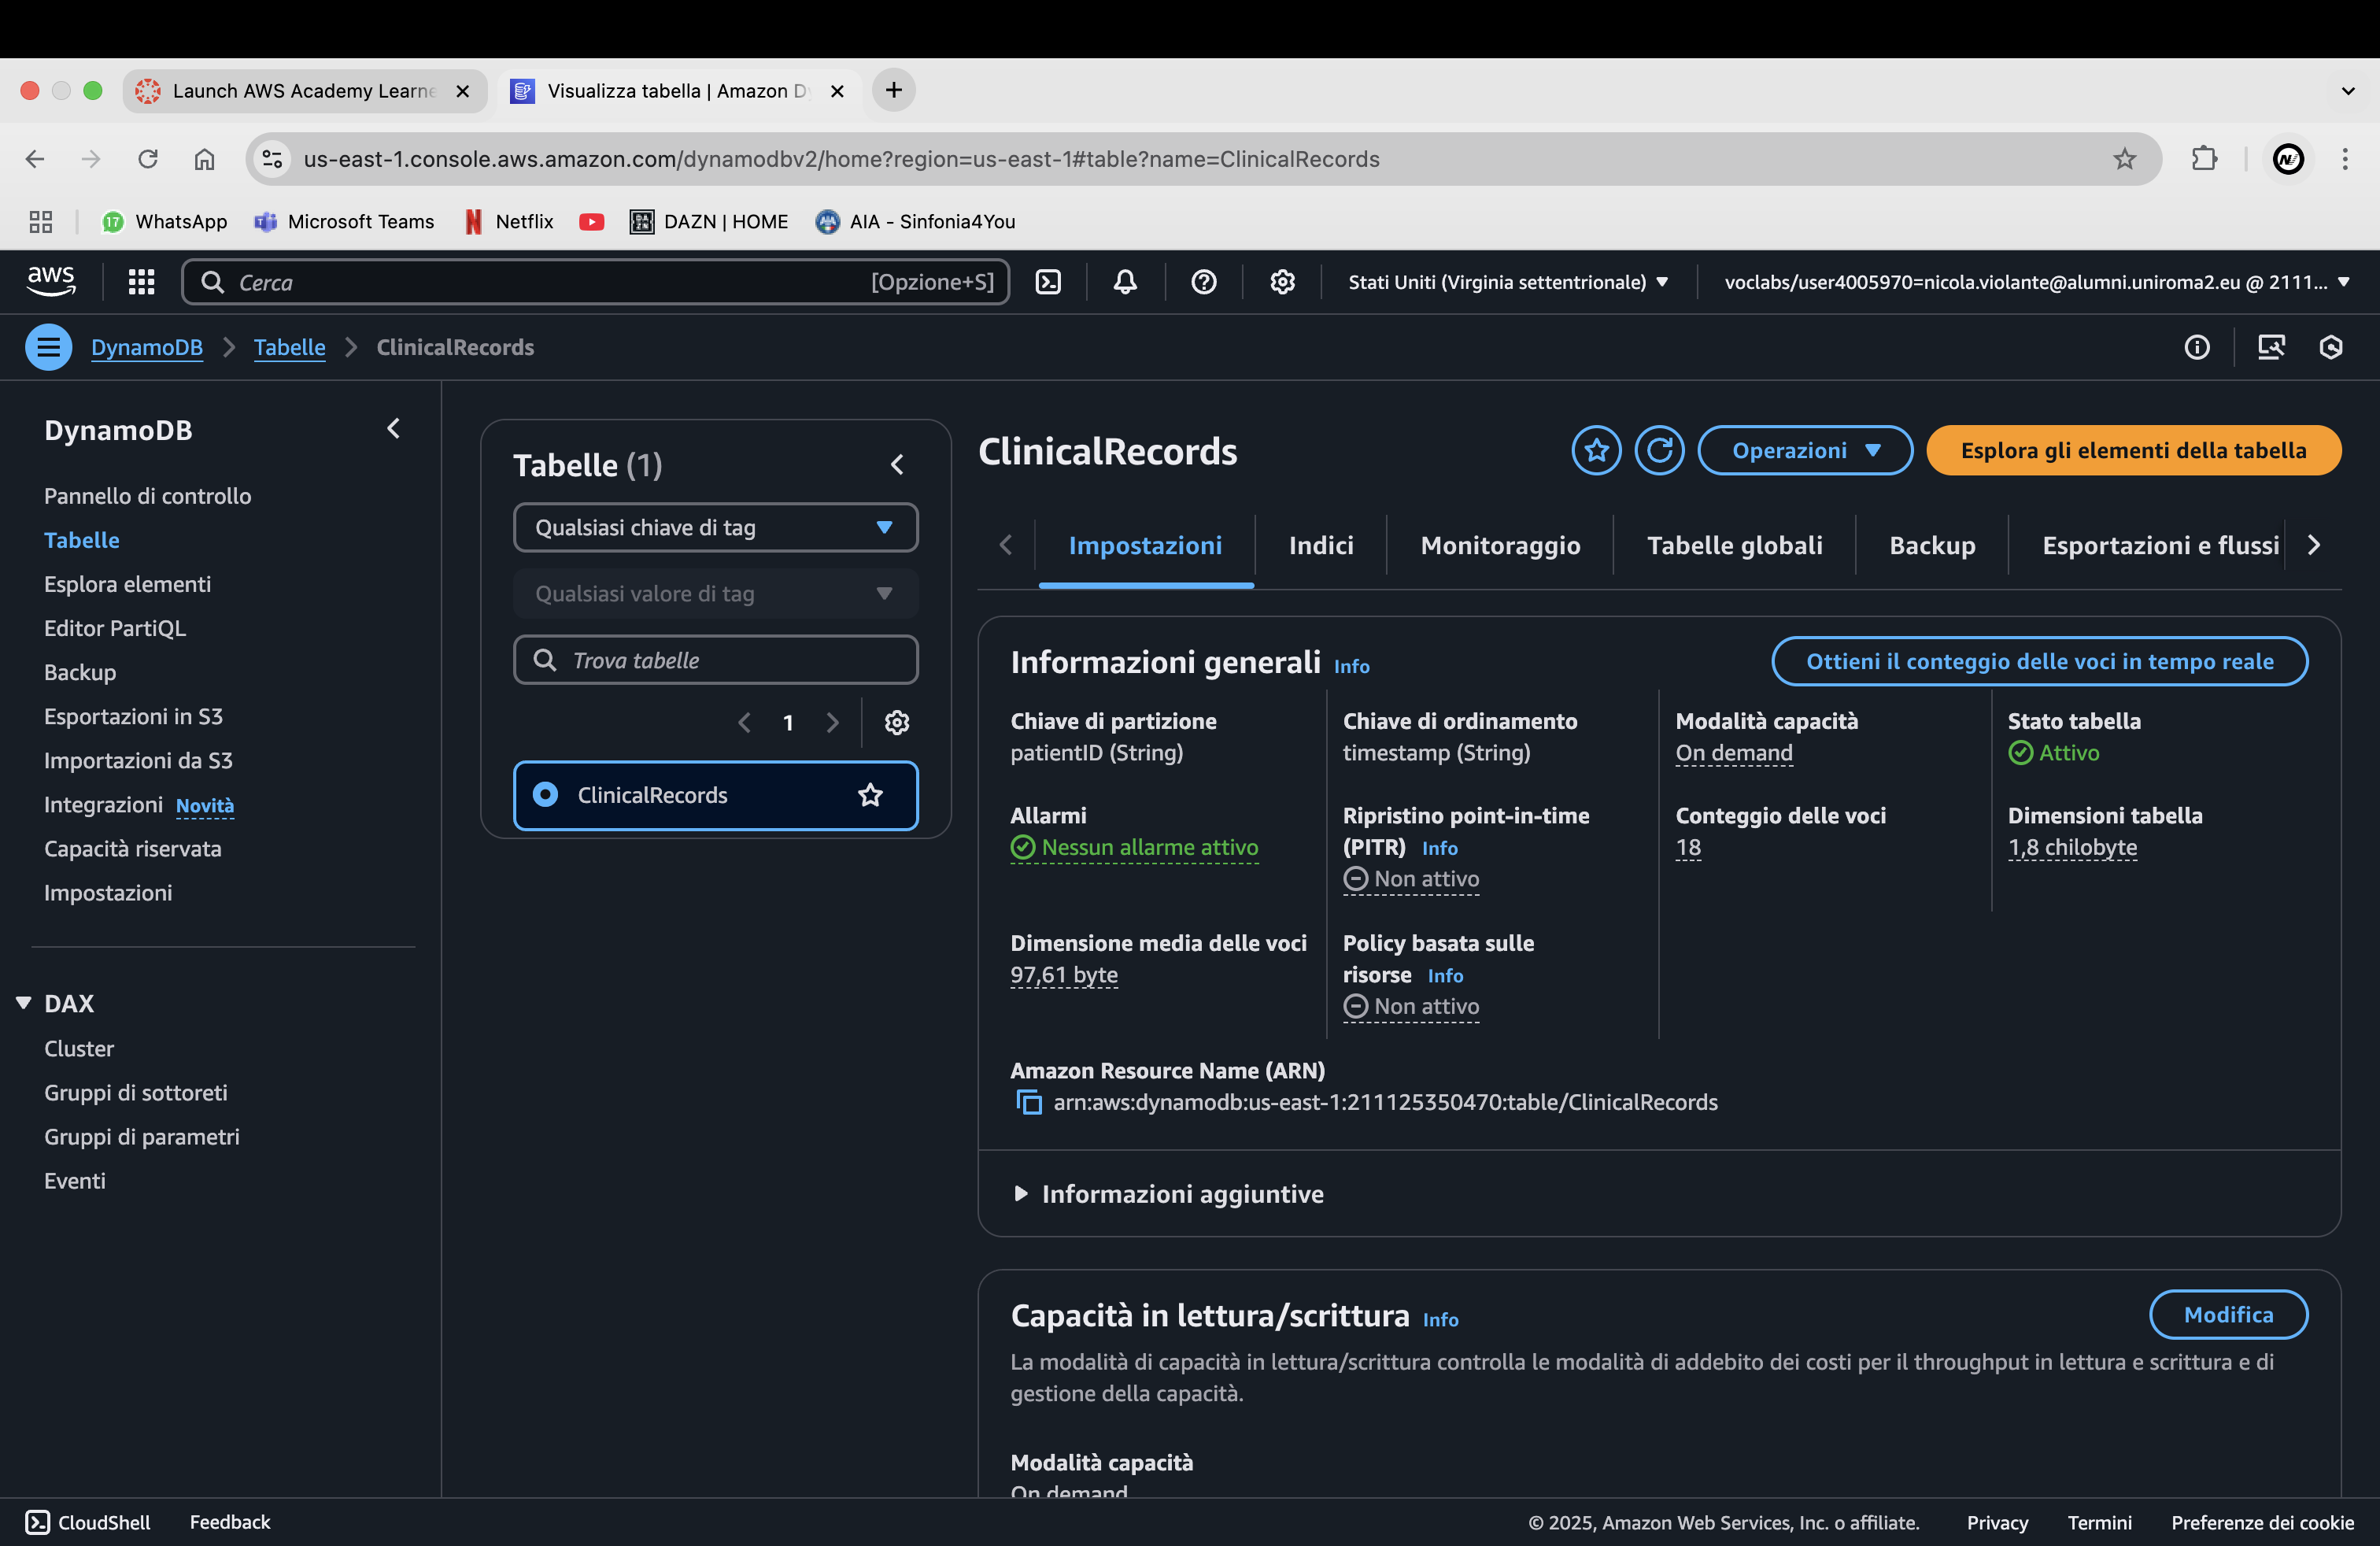 Launch AWS Academy Learne
Visualizza tabella | Amazon D
us-east-1.console.aws.amazon.com/dynamodbv2/home?region=us-east-1#table?name=ClinicalRecords
17 WhatsApp Microsoft Teams Netflix DAZN | HOME AIA - Sinfonia4You
aws Cerca [Opzione+S] Stati Uniti (Virginia settentrionale) voclabs/user4005970=nicola.violante@alumni.uniroma2.eu @ 2111...
DynamoDB Tabelle ClinicalRecords
DynamoDB
Pannello di controllo
Tabelle
Esplora elementi
Editor PartiQL
Backup
Esportazioni in S3
Importazioni da S3
Integrazioni Novità
Capacità riservata
Impostazioni
DAX
Cluster
Gruppi di sottoreti
Gruppi di parametri
Eventi
Tabelle (1)
Qualsiasi chiave di tag
Qualsiasi valore di tag
Trova tabelle
1
ClinicalRecords
ClinicalRecords
Operazioni
Esplora gli elementi della tabella
Impostazioni Indici Monitoraggio Tabelle globali Backup Esportazioni e flussi
Informazioni generali Info
Ottieni il conteggio delle voci in tempo reale
Chiave di partizione
patientID (String)
Chiave di ordinamento
timestamp (String)
Modalità capacità
On demand
Stato tabella
Attivo
Allarmi
Nessun allarme attivo
Ripristino point-in-time
(PITR) Info
Non attivo
Conteggio delle voci
18
Dimensioni tabella
1,8 chilobyte
Dimensione media delle voci
97,61 byte
Policy basata sulle
risorse Info
Non attivo
Amazon Resource Name (ARN)
arn:aws:dynamodb:us-east-1:211125350470:table/ClinicalRecords
Informazioni aggiuntive
Capacità in lettura/scrittura Info
Modifica
La modalità di capacità in lettura/scrittura controlla le modalità di addebito dei costi per il throughput in lettura e scrittura e di
gestione della capacità.
Modalità capacità
On demand
CloudShell Feedback © 2025, Amazon Web Services, Inc. o affiliate. Privacy Termini Preferenze dei cookie